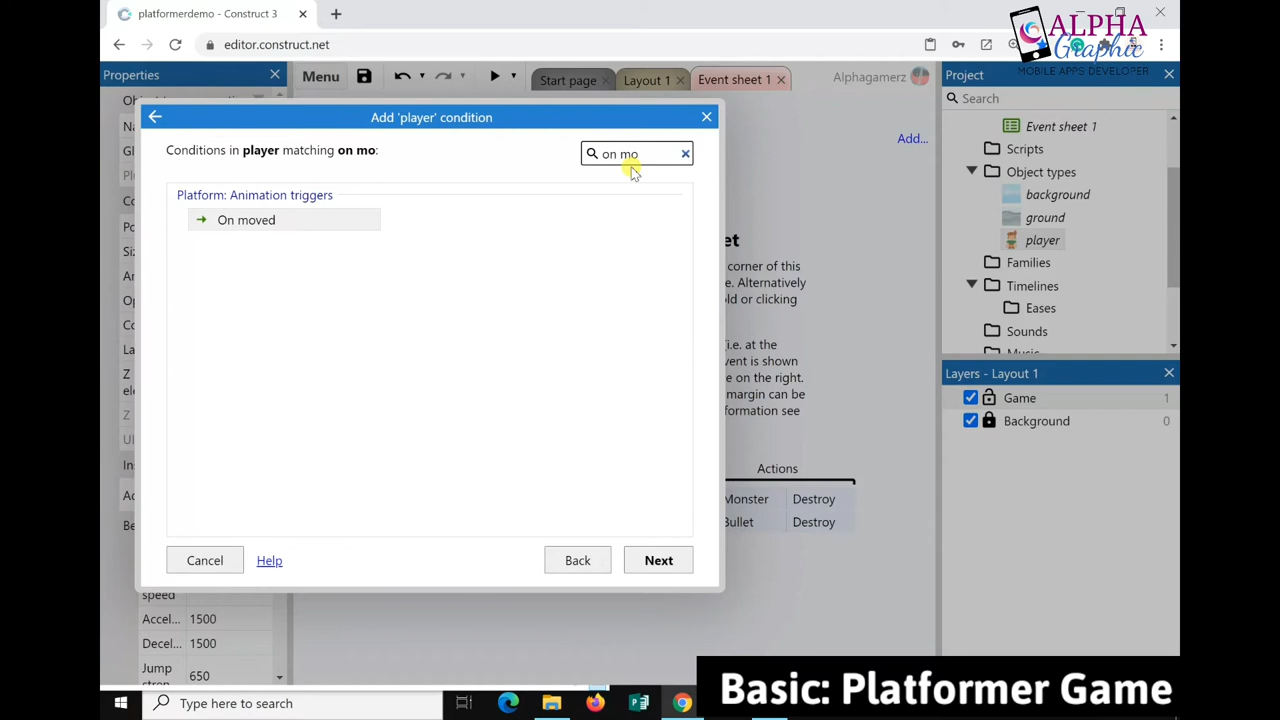 platformerdemo - Construct 3
ALPHA
Graphic
MOBILE APPS DEVELOPER
editor.construct.net
Properties
Menu
Start page
Layout 1
Event sheet 1
Alphagamerz
Project
Search
Add 'player' condition
Conditions in player matching on mo:
on mo
Add...
Platform: Animation triggers
On moved
Event sheet 1
Scripts
Object types
background
ground
player
Families
Timelines
Eases
Sounds
Music
corner of this
e. Alternatively
old or clicking
i.e. at the
vent is shown
e on the right.
margin can be
formation see
Layers - Layout 1
Game 1
Background 0
Actions
Monster Destroy
Bullet Destroy
Cancel
Help
Back
Next
speed
Accel... 1500
Decel... 1500
Jump
stren... 650
Type here to search
Basic: Platformer Game